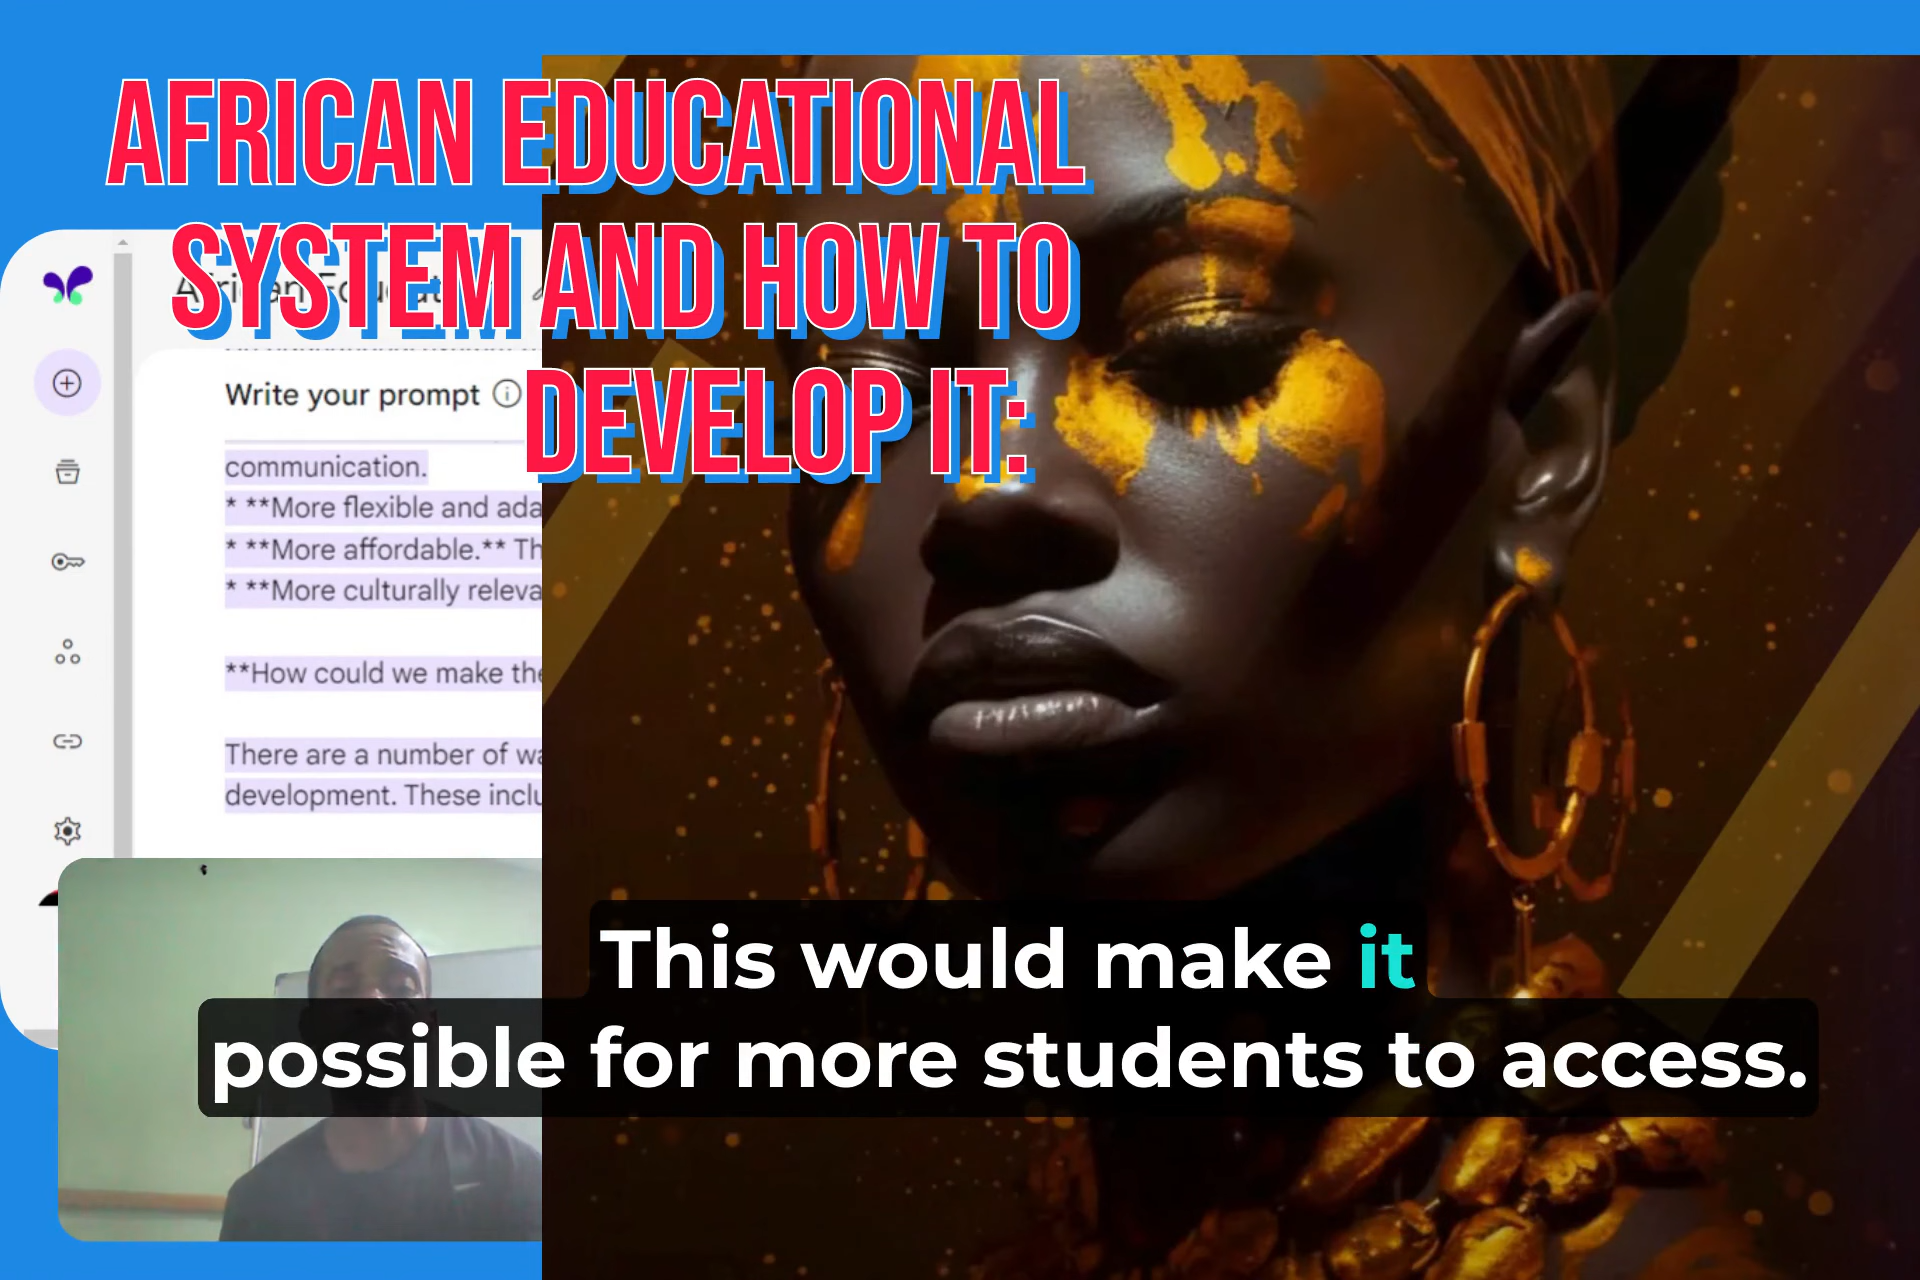 AFRICAN EDUCATIONAL
SYSTEM AND HOW TO
DEVELOP IT:
African Educat
Write your prompt
communication.
* **More flexible and ada
* **More affordable.** Th
* **More culturally releva
**How could we make the
There are a number of wa
development. These inclu
This would make it
possible for more students to access.